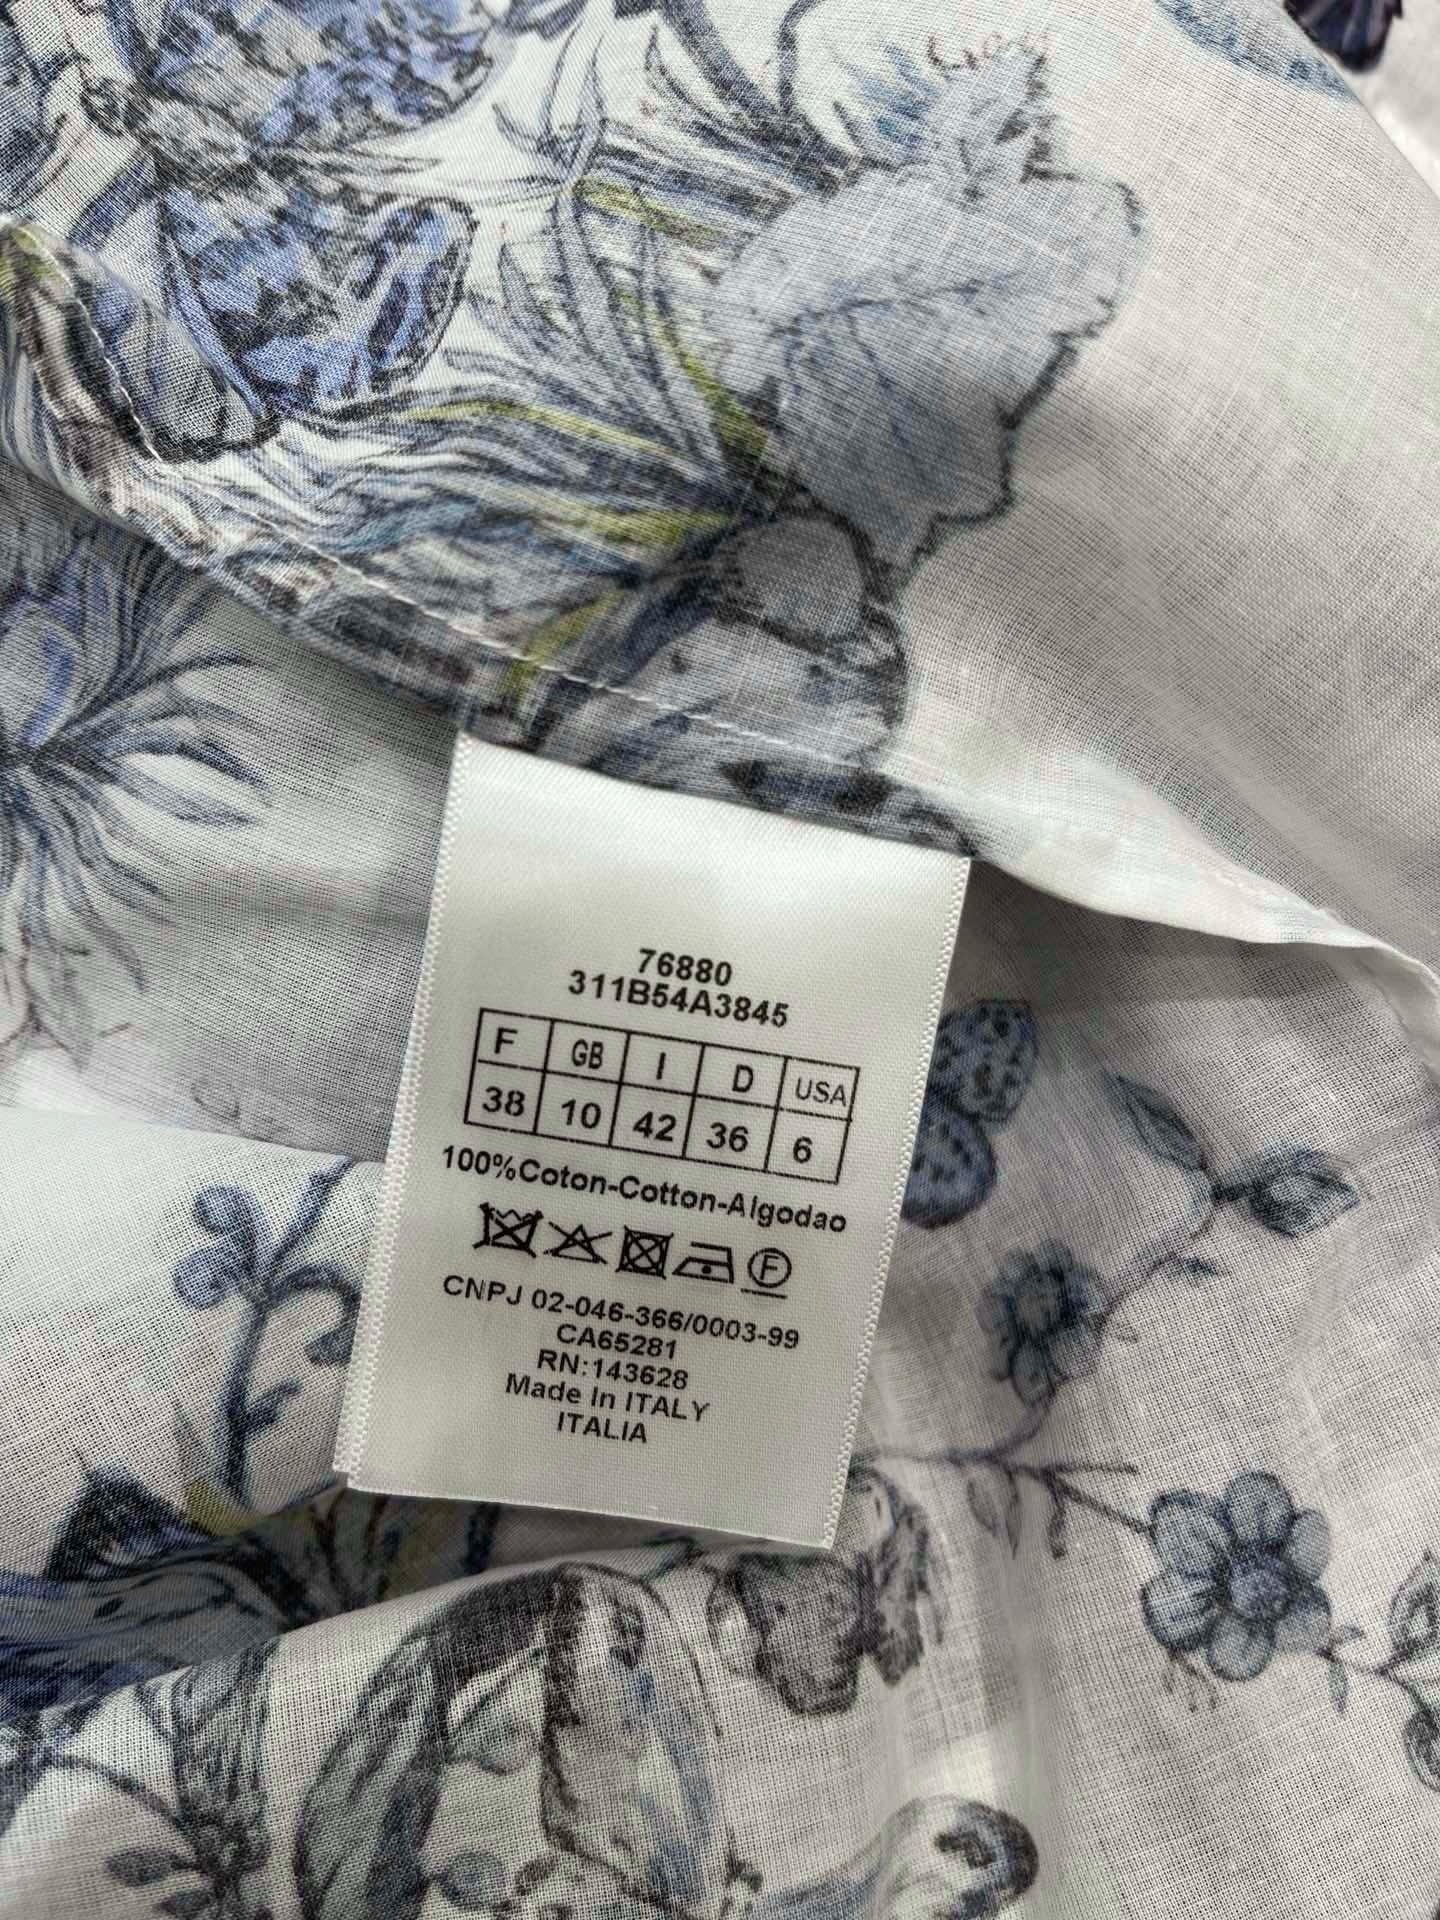 76880
311B54A3845
F GB I D USA
38 10 42 36 6
100%Coton-Cotton-Algodao
F
CNPJ 02-046-366/0003-99
CA65281
RN:143628
Made In ITALY
ITALIA